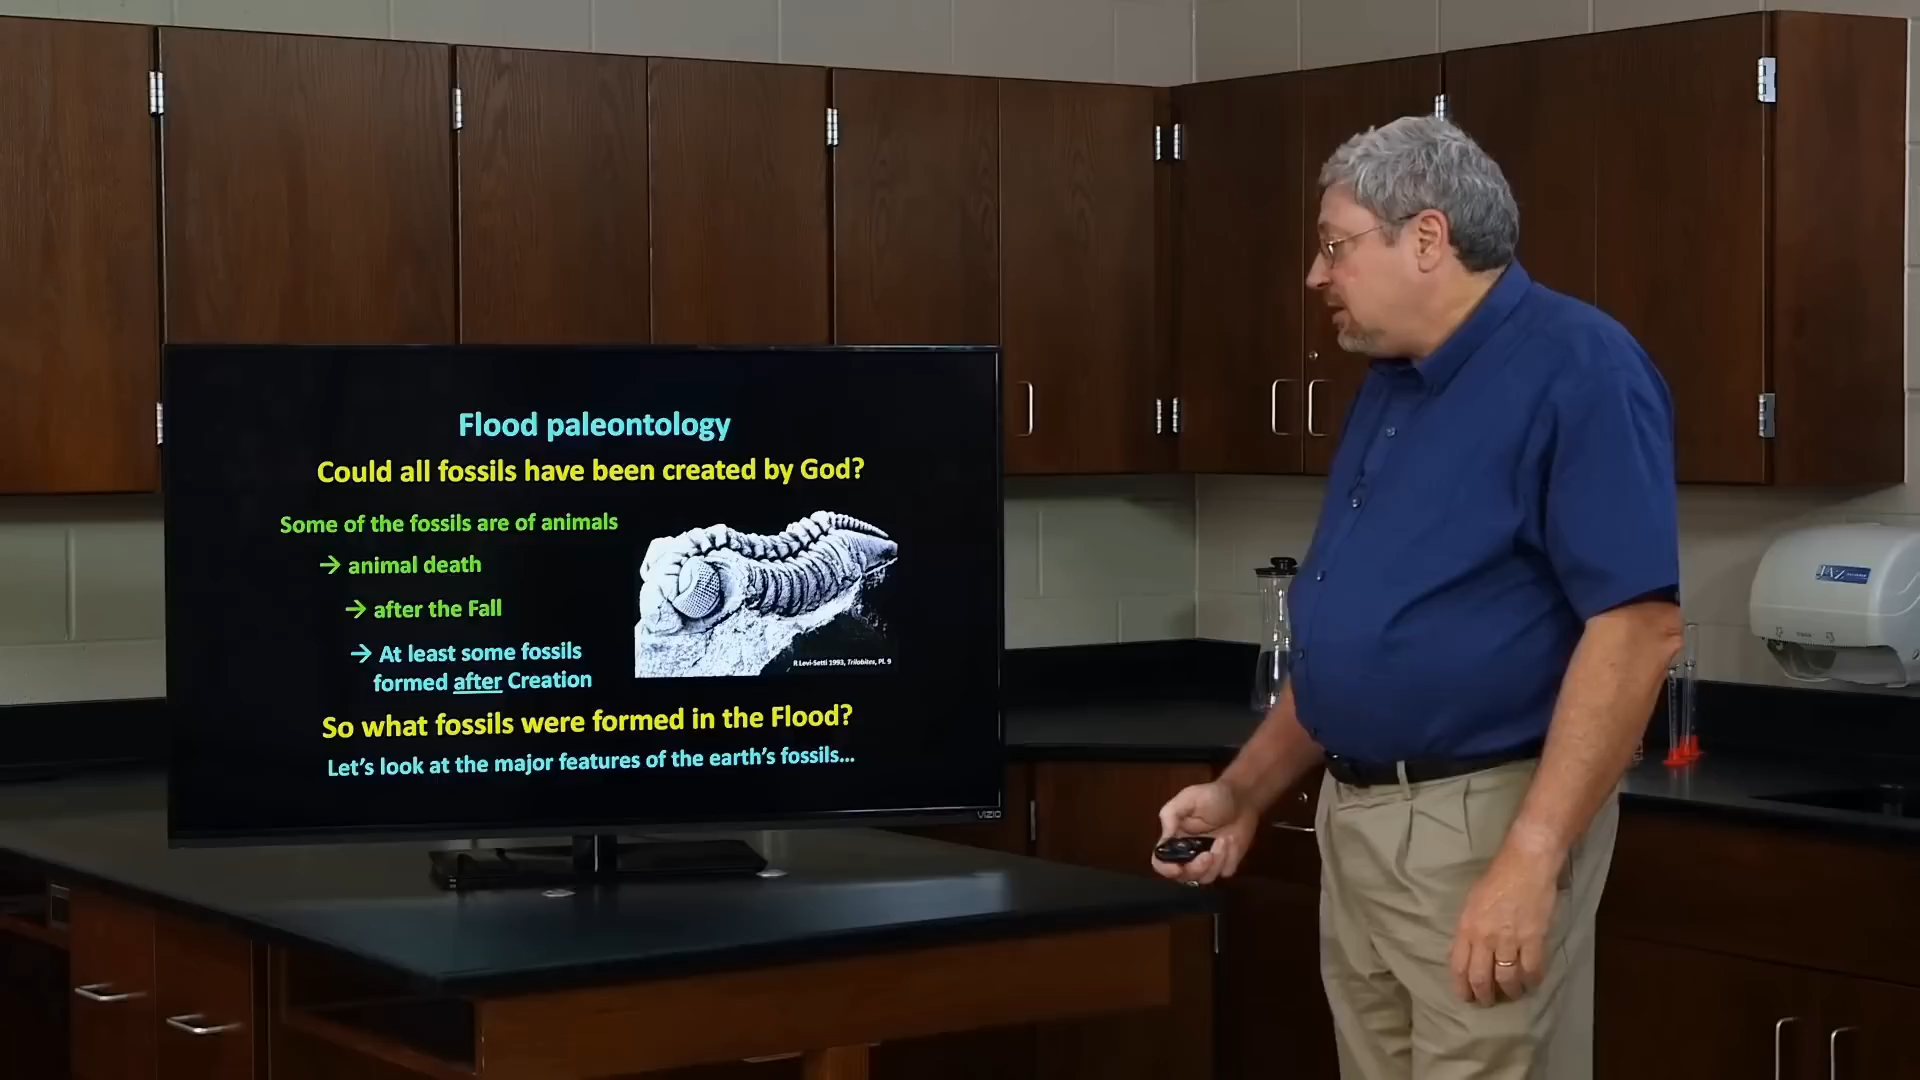 Flood paleontology
Could all fossils have been created by God?
Some of the fossils are of animals
→ animal death
→ after the Fall
→ At least some fossils
formed after Creation
R Levi-Setti 1993, Trilobites, Pl. 9
So what fossils were formed in the Flood?
Let's look at the major features of the earth's fossils...
VIZIO